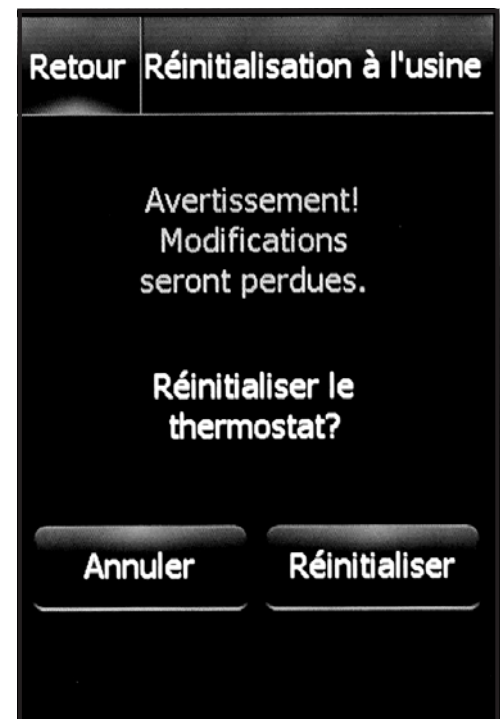 Retour Réinitialisation à l'usine
Avertissement!
Modifications
seront perdues.
Réinitialiser le
thermostat?
Annuler Réinitialiser